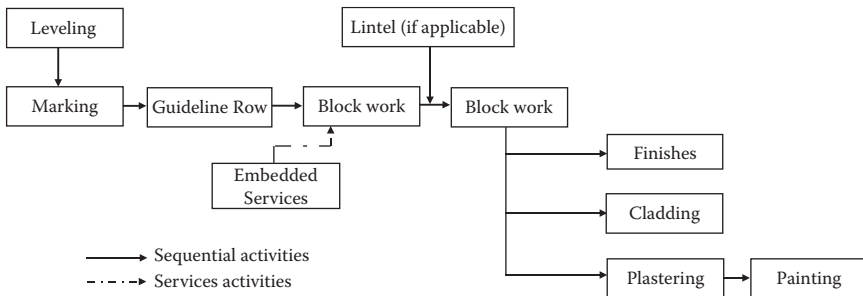 Leveling
Lintel (if applicable)
Marking
Guideline Row
Block work
Block work
Embedded
Services
Finishes
Cladding
Plastering
Painting
Sequential activities
Services activities